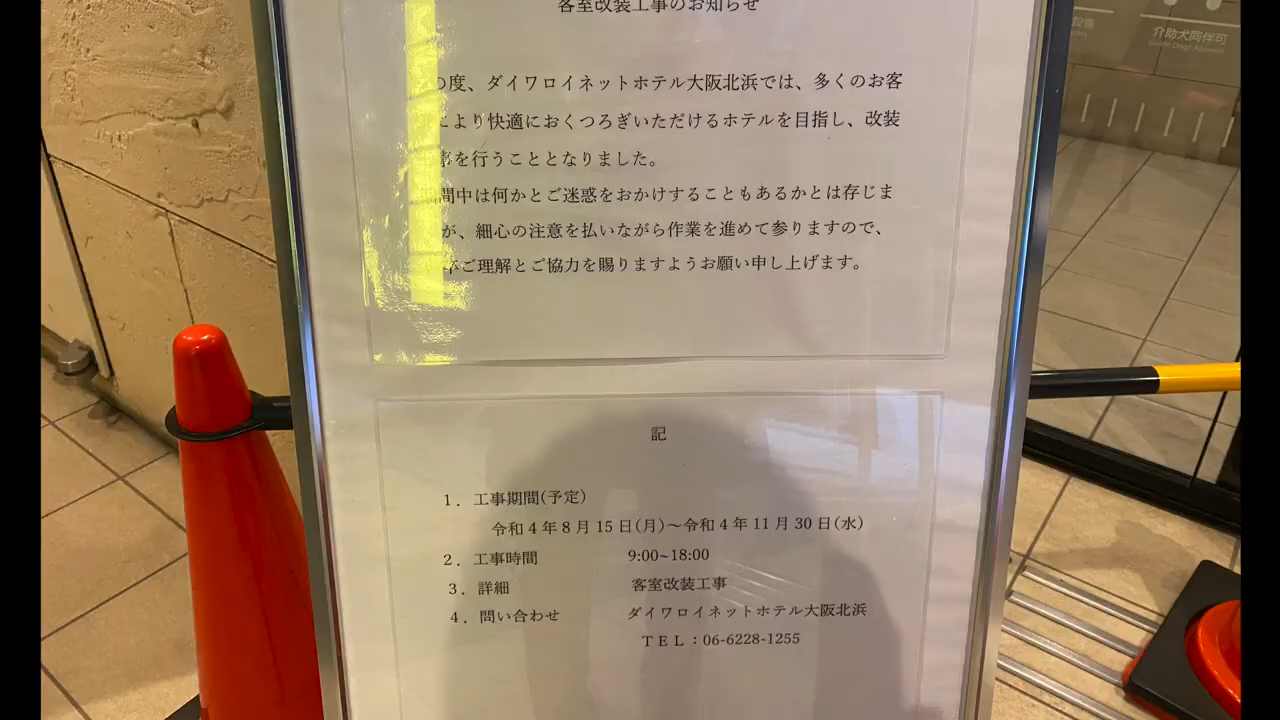 客室改装工事のお知らせ
の度、ダイワロイネットホテル大阪北浜では、多くのお客
により快適におくつろぎいただけるホテルを目指し、改装
事を行うこととなりました。
間中は何かとご迷惑をおかけすることもあるかとは存じま
が、細心の注意を払いながら作業を進めて参りますので、
卒ご理解とご協力を賜りますようお願い申し上げます。
記
1．工事期間(予定)
令和4年8月15日(月)～令和4年11月30日(水)
2．工事時間 9:00~18:00
3．詳細 客室改装工事
4．問い合わせ ダイワロイネットホテル大阪北浜
ＴＥＬ：06-6228-1255
設備
介助犬同伴可